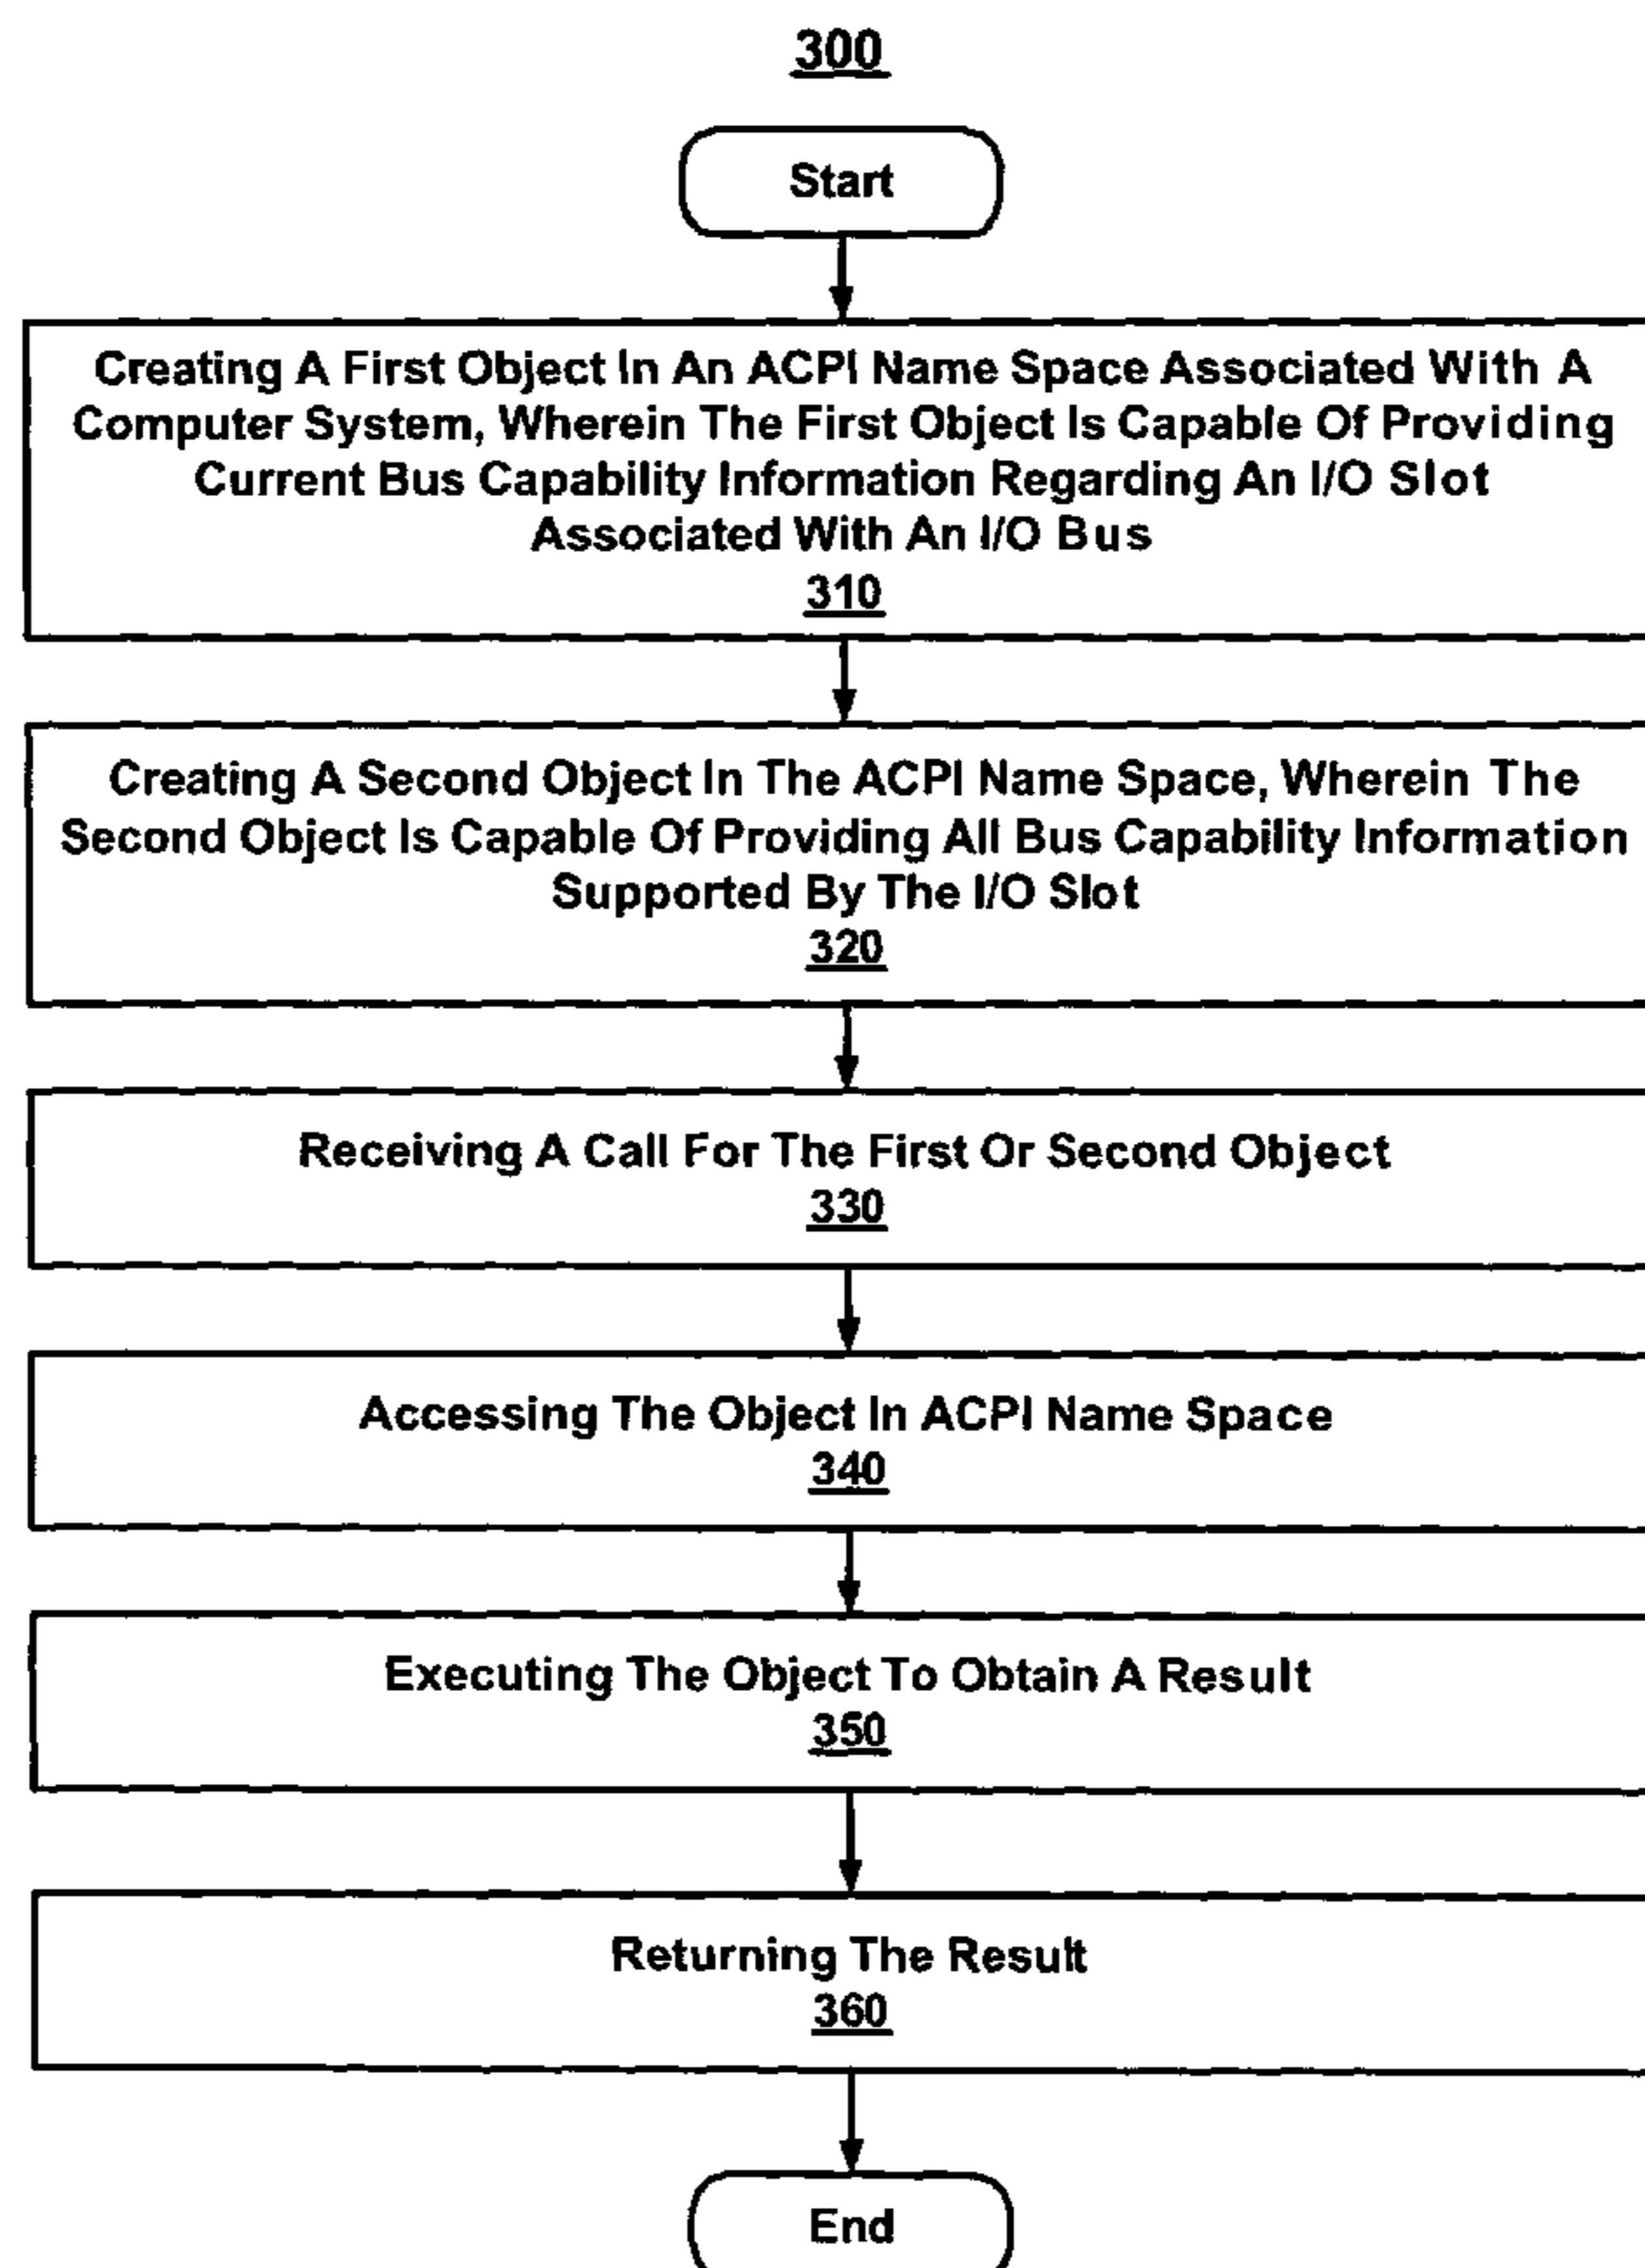 300
Start
Creating A First Object In An ACPI Name Space Associated With A
Computer System, Wherein The First Object Is Capable Of Providing
Current Bus Capability Information Regarding An I/O Slot
Associated With An I/O Bus
310
Creating A Second Object In The ACPI Name Space, Wherein The
Second Object Is Capable Of Providing All Bus Capability Information
Supported By The I/O Slot
320
Receiving A Call For The First Or Second Object
330
Accessing The Object In ACPI Name Space
340
Executing The Object To Obtain A Result
350
Returning The Result
360
End